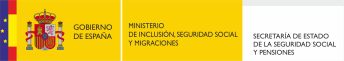 GOBIERNO
DE ESPAÑA
MINISTERIO
DE INCLUSIÓN, SEGURIDAD SOCIAL
Y MIGRACIONES
SECRETARÍA DE ESTADO
DE LA SEGURIDAD SOCIAL
Y PENSIONES